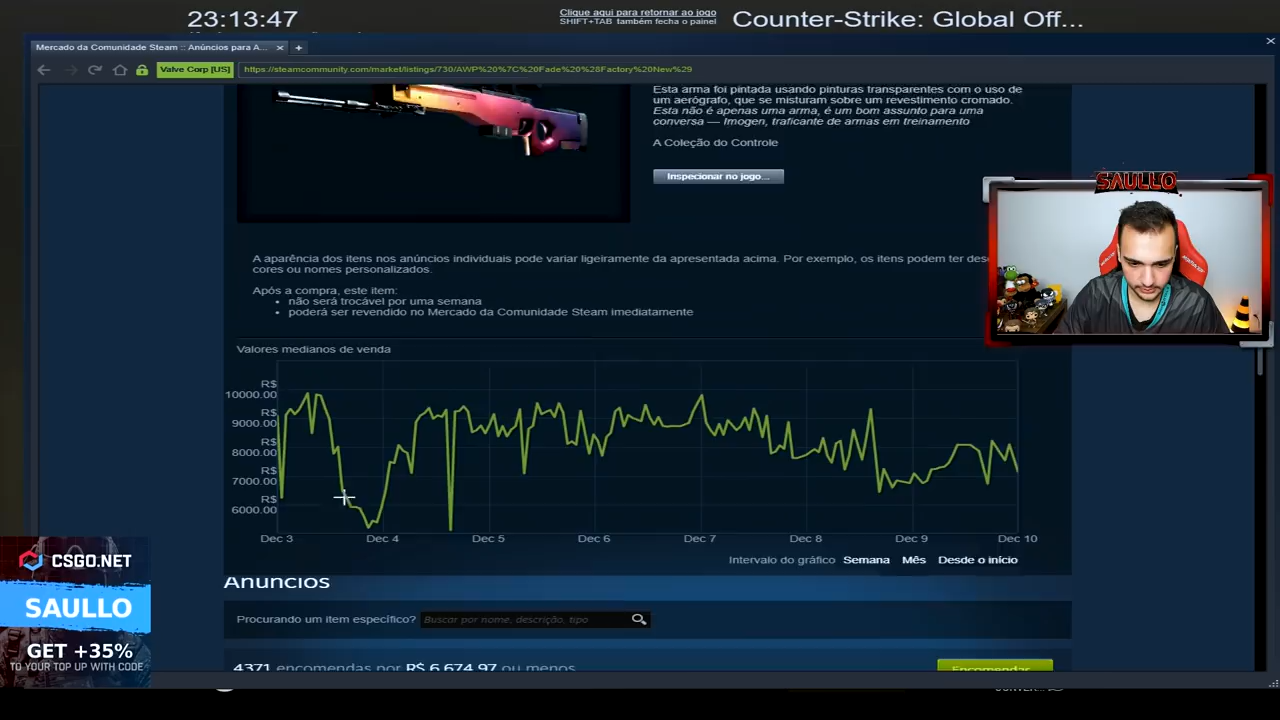 23:13:47
Clique aqui para retornar ao jogo
SHIFT+TAB também fecha o painel
Counter-Strike: Global Off...
Mercado da Comunidade Steam :: Anúncios para A...
Valve Corp [US]
https://steamcommunity.com/market/listings/730/AWP%20%7C%20Fade%20%28Factory%20New%29
Esta arma foi pintada usando pinturas transparentes com o uso de
um aerógrafo, que se misturam sobre um revestimento cromado.
Esta não é apenas uma arma, é um bom assunto para uma
conversa — Imogen, traficante de armas em treinamento
A Coleção do Controle
Inspecionar no jogo...
SAULLO
A aparência dos itens nos anúncios individuais pode variar ligeiramente da apresentada acima. Por exemplo, os itens podem ter des
cores ou nomes personalizados.
Após a compra, este item:
• não será trocável por uma semana
• poderá ser revendido no Mercado da Comunidade Steam imediatamente
Valores medianos de venda
R$
10000.00
R$
9000.00
R$
8000.00
R$
7000.00
R$
6000.00
Dec 3 Dec 4 Dec 5 Dec 6 Dec 7 Dec 8 Dec 9 Dec 10
Intervalo do gráfico Semana Mês Desde o início
Anúncios
Procurando um item específico? Buscar por nome, descrição, tipo
4371 encomendas por R$ 6 674,97 ou menos
Encomendar
CSGO.NET
SAULLO
GET +35%
TO YOUR TOP UP WITH CODE